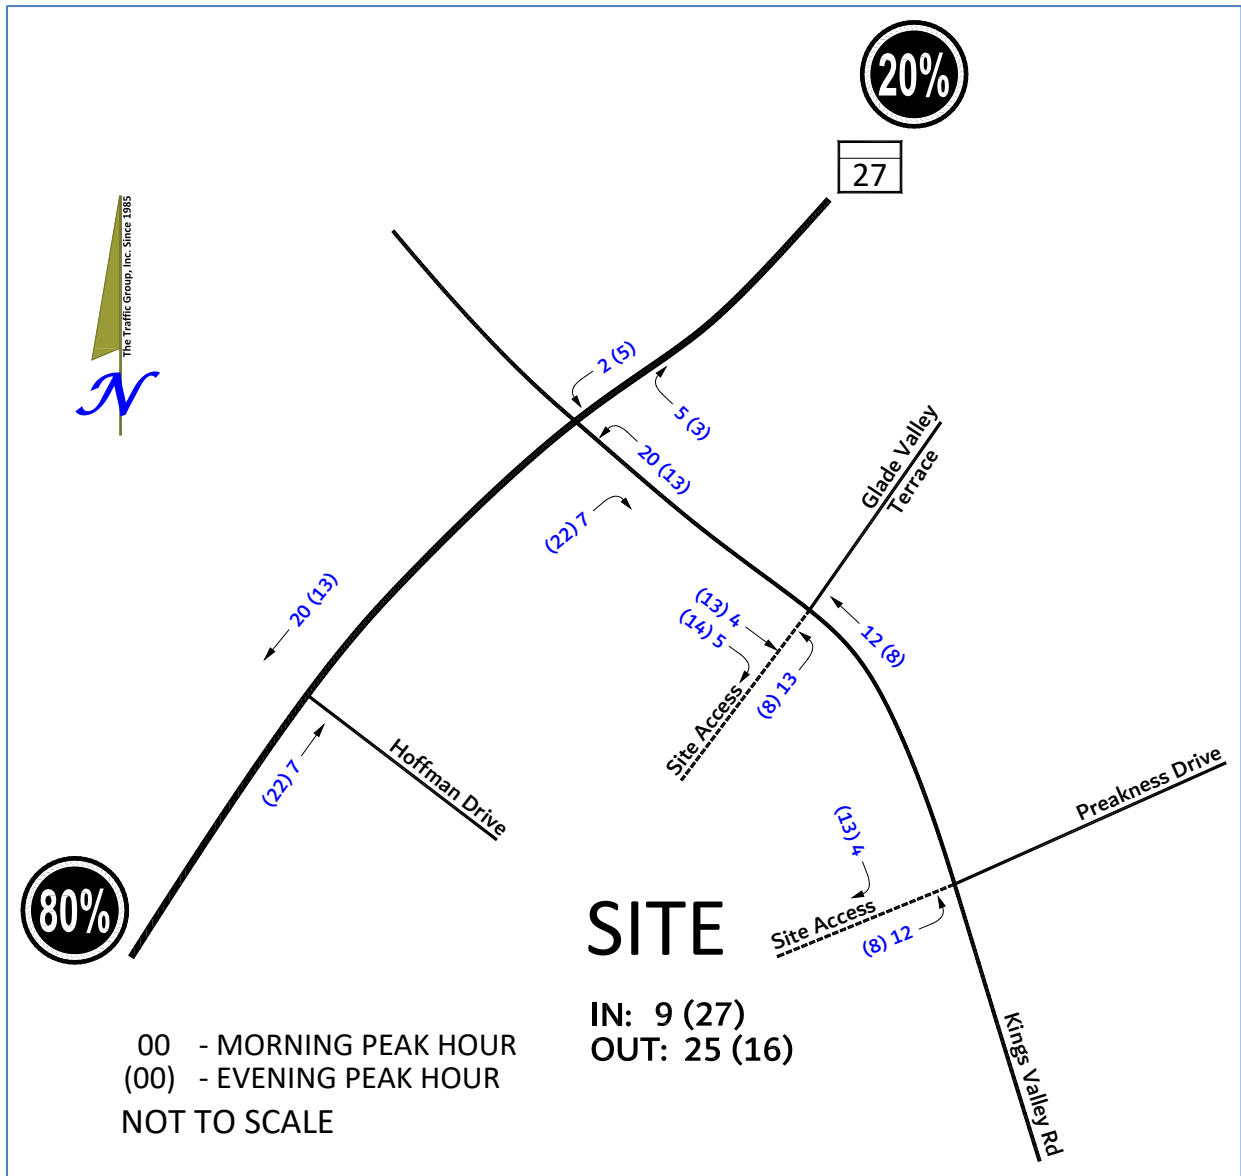 20%
27
The Traffic Group, Inc. Since 1985
N
2 (5)
5 (3)
20 (13)
(22) 7
Glade Valley
Terrace
20 (13)
(13) 4
(14) 5
12 (8)
(8) 13
Site Access
(22) 7
Hoffman Drive
Preakness Drive
(13) 4
80%
SITE
Site Access
(8) 12
IN: 9 (27)
OUT: 25 (16)
Kings Valley Rd
00 - MORNING PEAK HOUR
(00) - EVENING PEAK HOUR
NOT TO SCALE